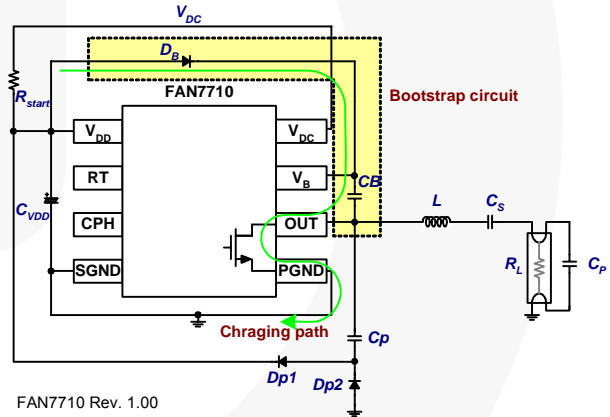 VDC
DB
Rstart
FAN7710
Bootstrap circuit
VDD
VDC
RT
VB
CB
CVDD
CPH
OUT
L
CS
SGND
PGND
RL
CP
Chraging path
Cp
Dp1
Dp2
FAN7710 Rev. 1.00